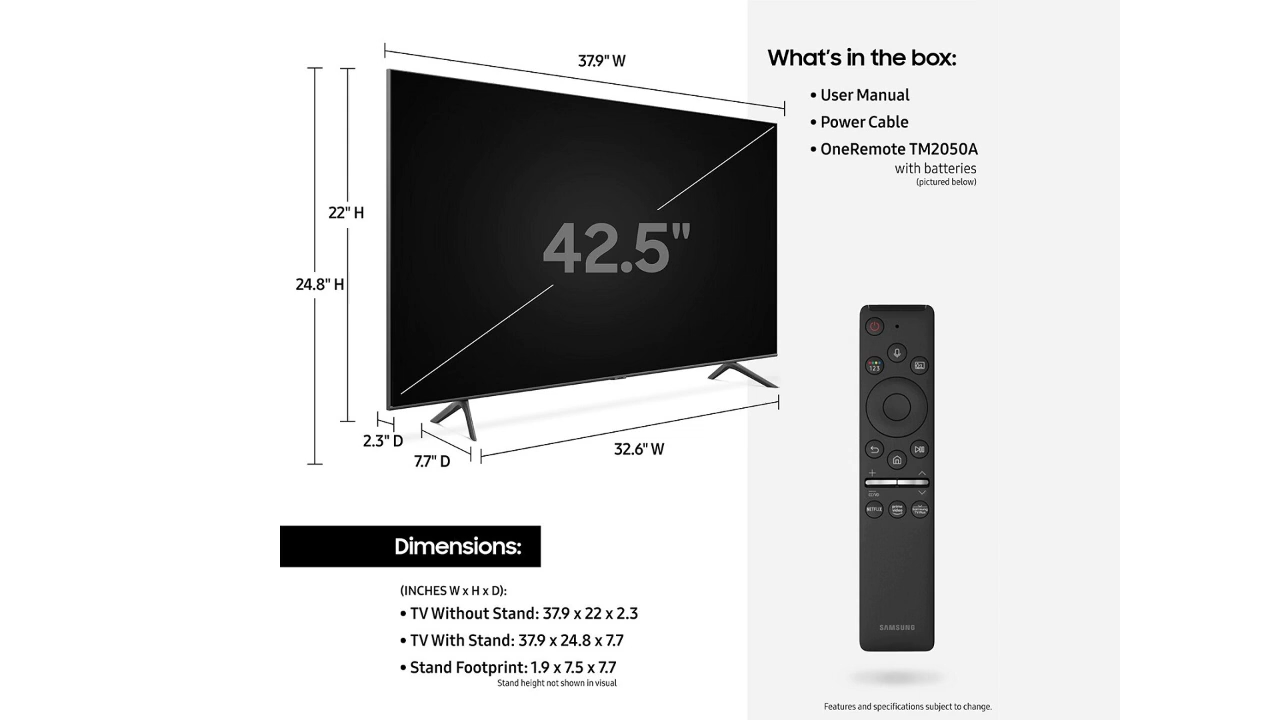 37.9" W
What's in the box:
• User Manual
• Power Cable
• OneRemote TM2050A
with batteries
(pictured below)
22" H
42.5"
24.8" H
2.3" D
7.7" D
32.6" W
123
NETFLIX
prime video
SAMSUNG
Dimensions:
(INCHES W x H x D):
• TV Without Stand: 37.9 x 22 x 2.3
• TV With Stand: 37.9 x 24.8 x 7.7
• Stand Footprint: 1.9 x 7.5 x 7.7
Stand height not shown in visual
Features and specifications subject to change.